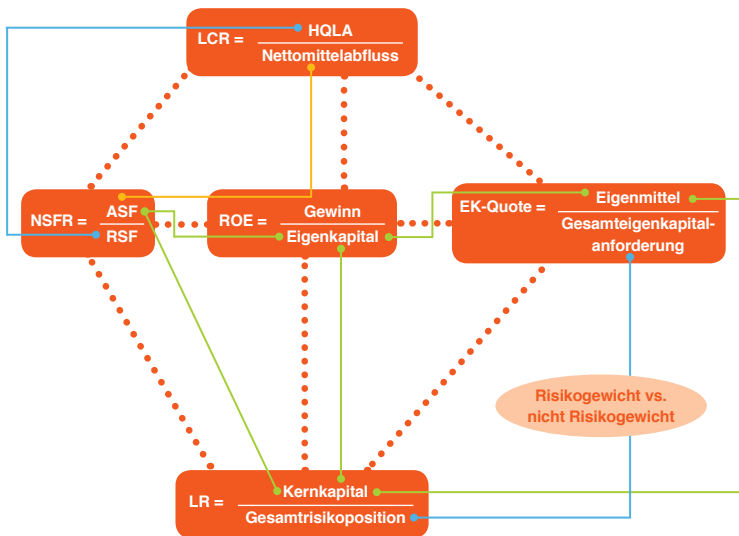 LCR = HQLA
Nettomittelabfluss
NSFR = ASF
RSF
ROE = Gewinn
Eigenkapital
EK-Quote = Eigenmittel
Gesamteigenkapital-
anforderung
Risikogewicht vs.
nicht Risikogewicht
LR = Kernkapital
Gesamtrisikoposition